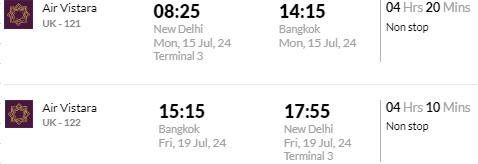 Air Vistara 08:25 14:15 04 Hrs 20 Mins
UK - 121 New Delhi Bangkok Non stop
Mon, 15 Jul, 24 Mon, 15 Jul, 24
Terminal 3
Air Vistara 15:15 17:55 04 Hrs 10 Mins
UK - 122 Bangkok New Delhi Non stop
Fri, 19 Jul, 24 Fri, 19 Jul, 24
Terminal 3